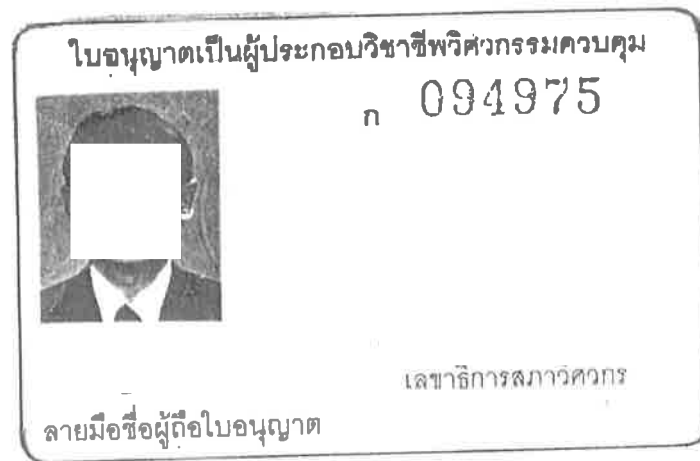 ใบอนุญาตเป็นผู้ประกอบวิชาชีพวิศวกรรมควบคุม
ก 094975
เลขาธิการสภาวิศวกร
ลายมือชื่อผู้ถือใบอนุญาต